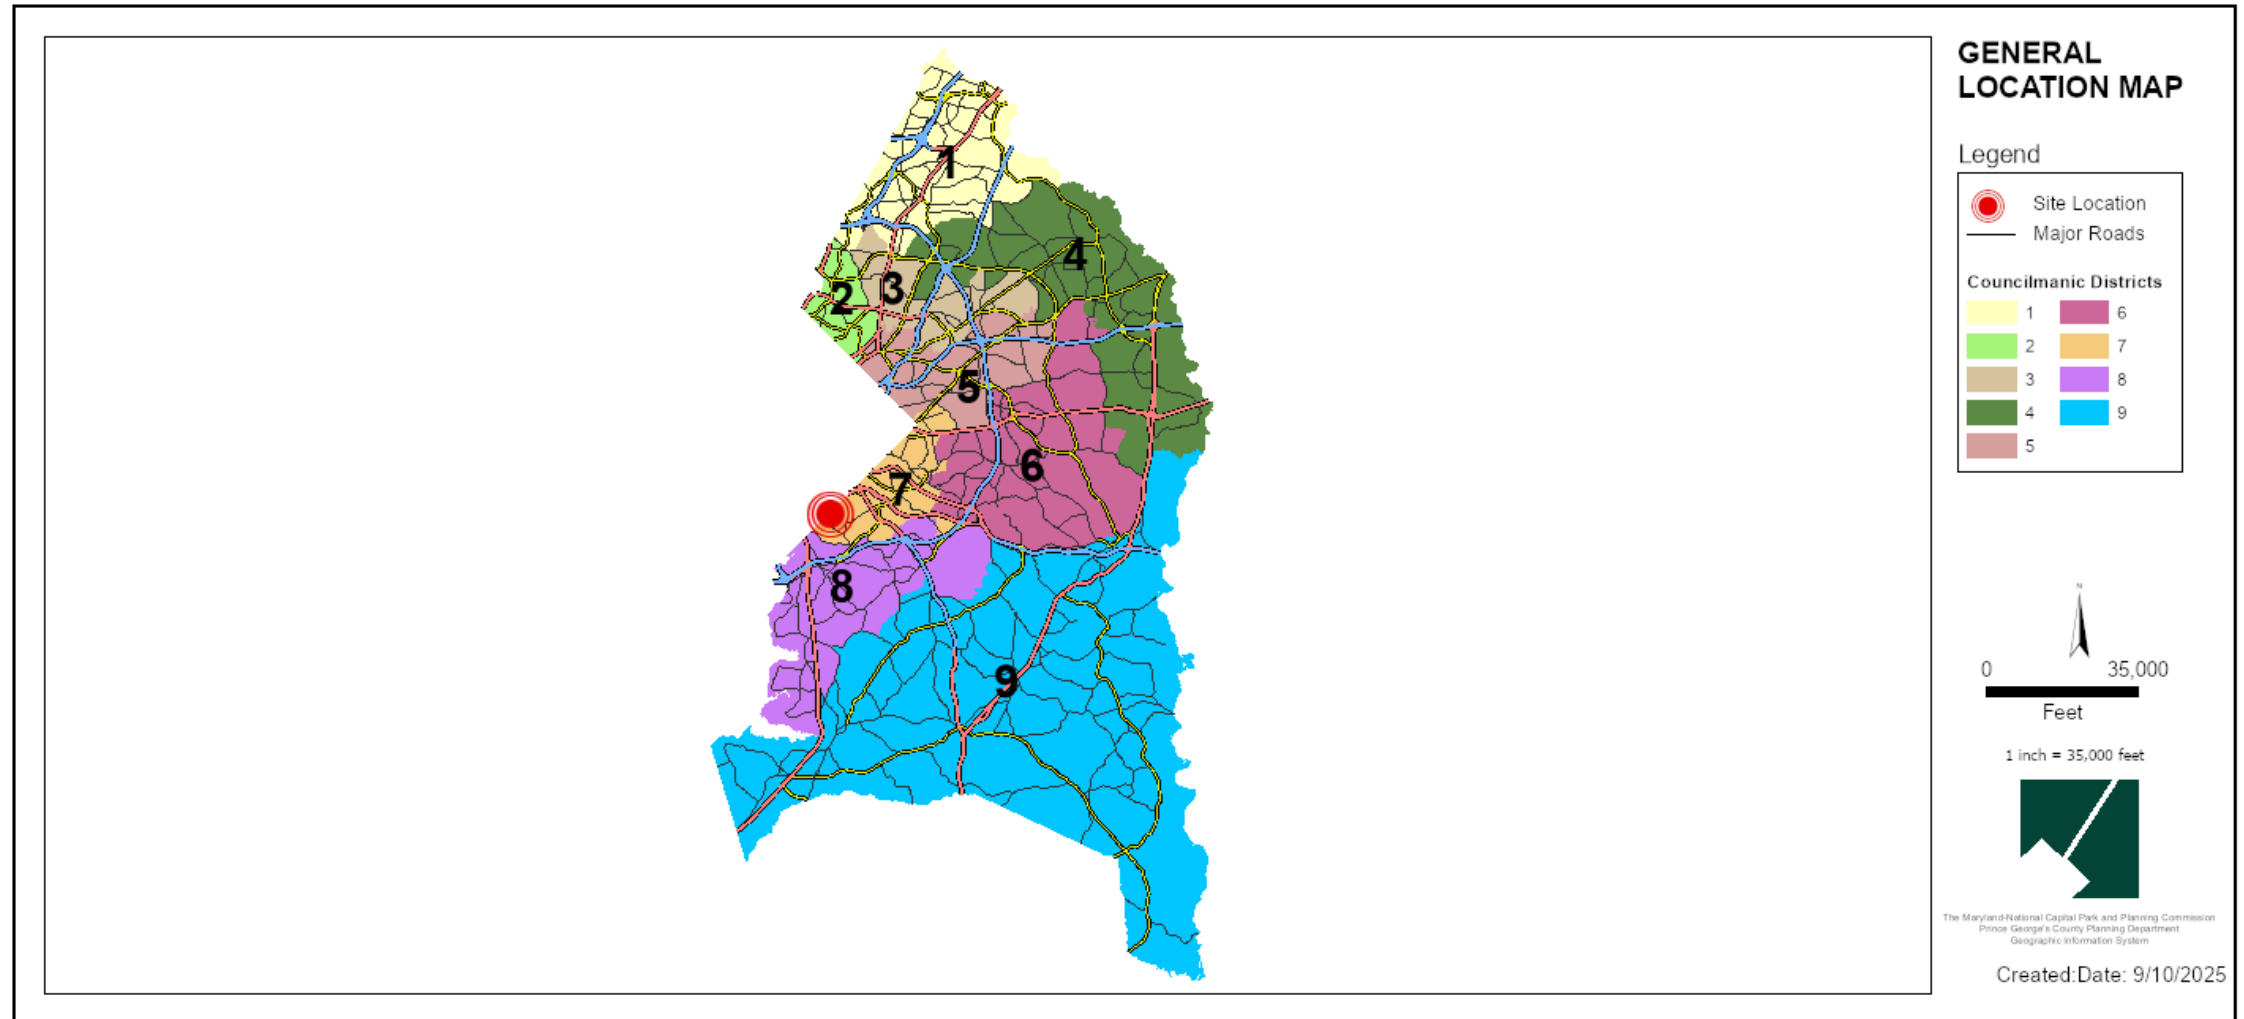 GENERAL
LOCATION MAP
Legend
Site Location
Major Roads
Councilmanic Districts
1 6
2 7
3 8
4 9
5
1
4
3
2
5
6
7
8
9
N
0 35,000
Feet
1 inch = 35,000 feet
The Maryland-National Capital Park and Planning Commission
Prince George's County Planning Department
Geographic Information System
Created:Date: 9/10/2025